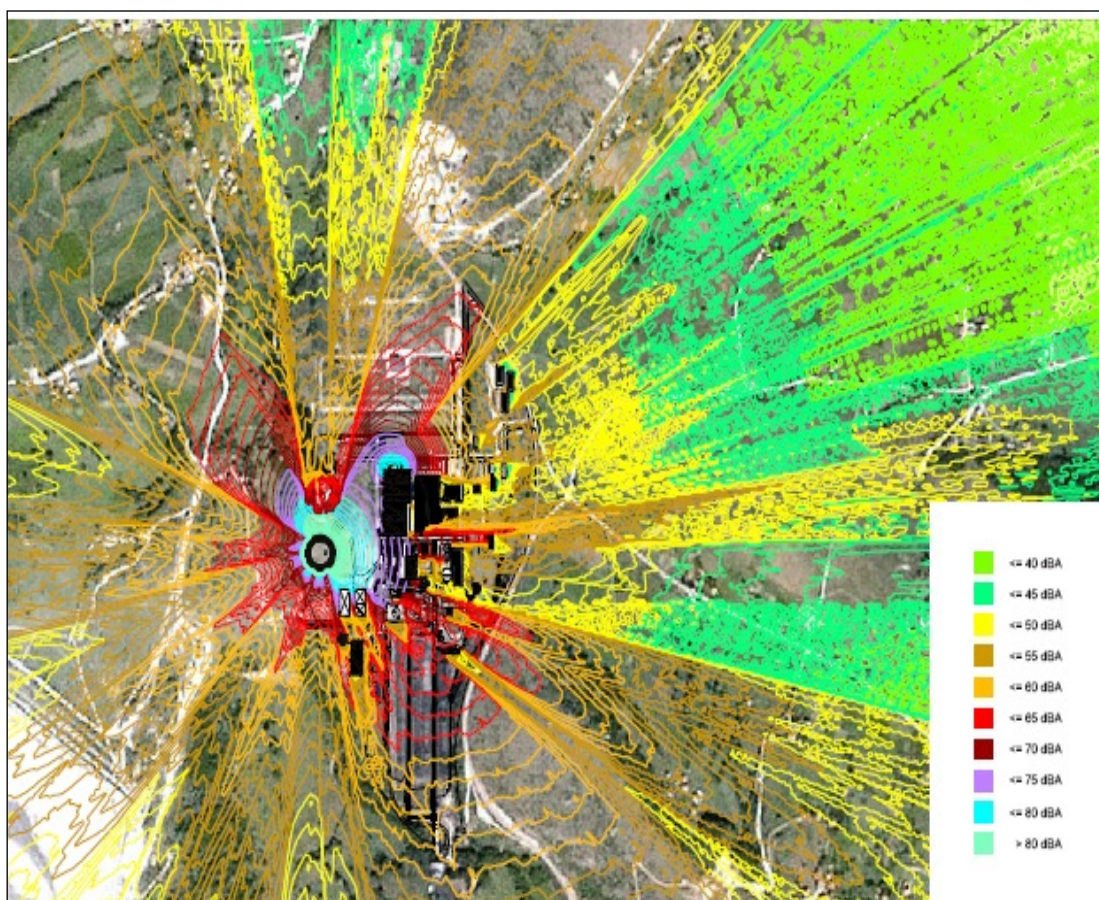 <= 40 dBA
<= 45 dBA
<= 50 dBA
<= 55 dBA
<= 60 dBA
<= 65 dBA
<= 70 dBA
<= 75 dBA
<= 80 dBA
> 80 dBA